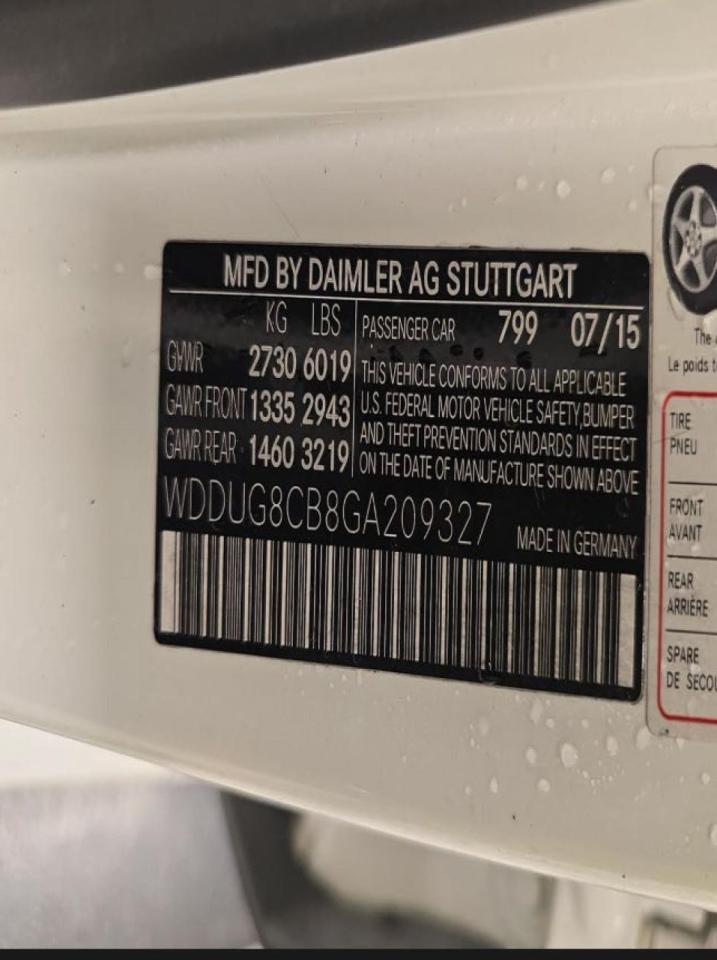 MFD BY DAIMLER AG STUTTGART
KG LBS
GVWR 2730 6019
GAWR FRONT 1335 2943
GAWR REAR 1460 3219
PASSENGER CAR 799 07/15
THIS VEHICLE CONFORMS TO ALL APPLICABLE
U.S. FEDERAL MOTOR VEHICLE SAFETY,BUMPER
AND THEFT PREVENTION STANDARDS IN EFFECT
ON THE DATE OF MANUFACTURE SHOWN ABOVE
WDDUG8CB8GA209327
MADE IN GERMANY
The
Le poids
TIRE
PNEU
FRONT
AVANT
REAR
ARRIÈRE
SPARE
DE